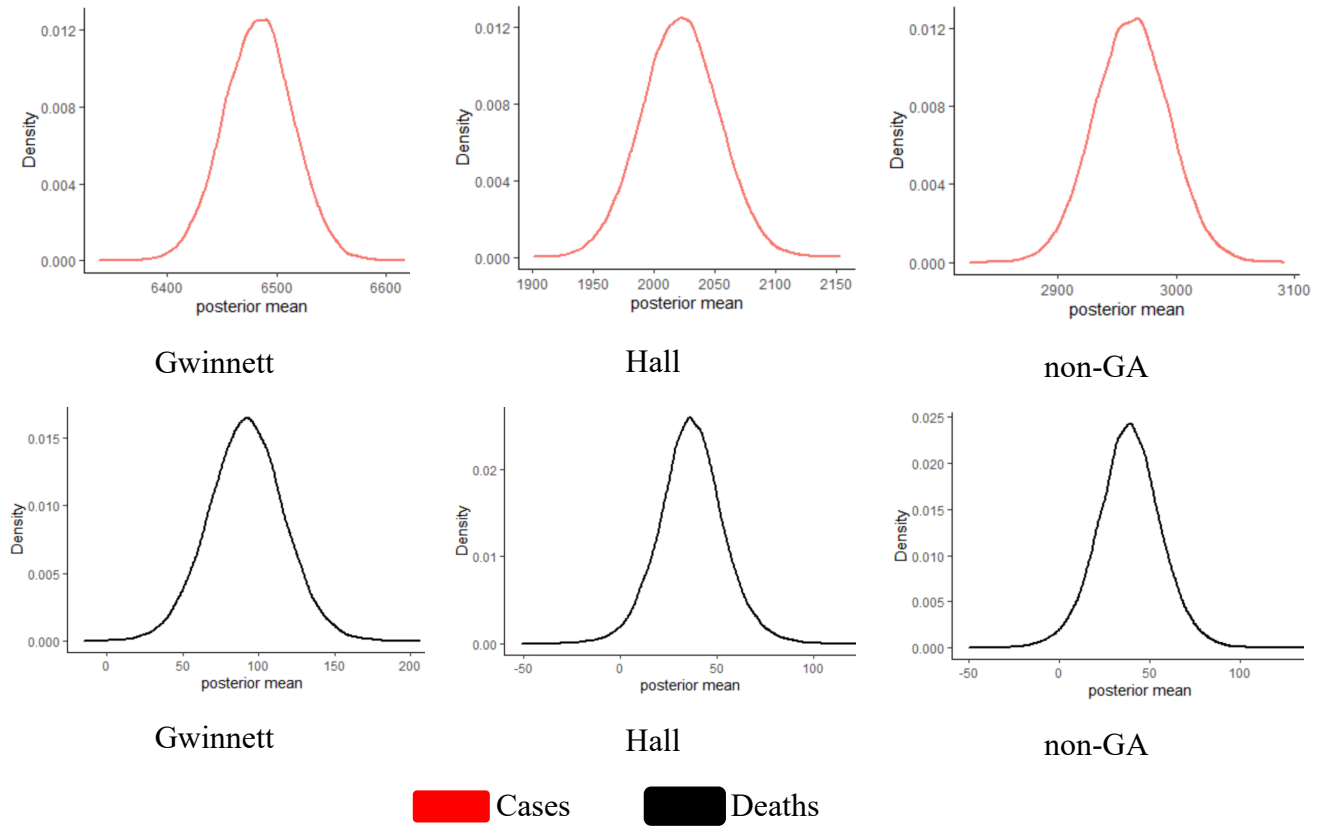 0.012
0.008
0.004
0.000
Density
6400 6500 6600
posterior mean
Gwinnett
0.012
0.008
0.004
0.000
Density
1900 1950 2000 2050 2100 2150
posterior mean
Hall
0.012
0.008
0.004
0.000
Density
2900 3000 3100
posterior mean
non-GA
0.015
0.010
0.005
0.000
Density
0 50 100 150 200
posterior mean
Gwinnett
0.02
0.01
0.00
Density
-50 0 50 100
posterior mean
Hall
0.025
0.020
0.015
0.010
0.005
0.000
Density
-50 0 50 100
posterior mean
non-GA
Cases Deaths